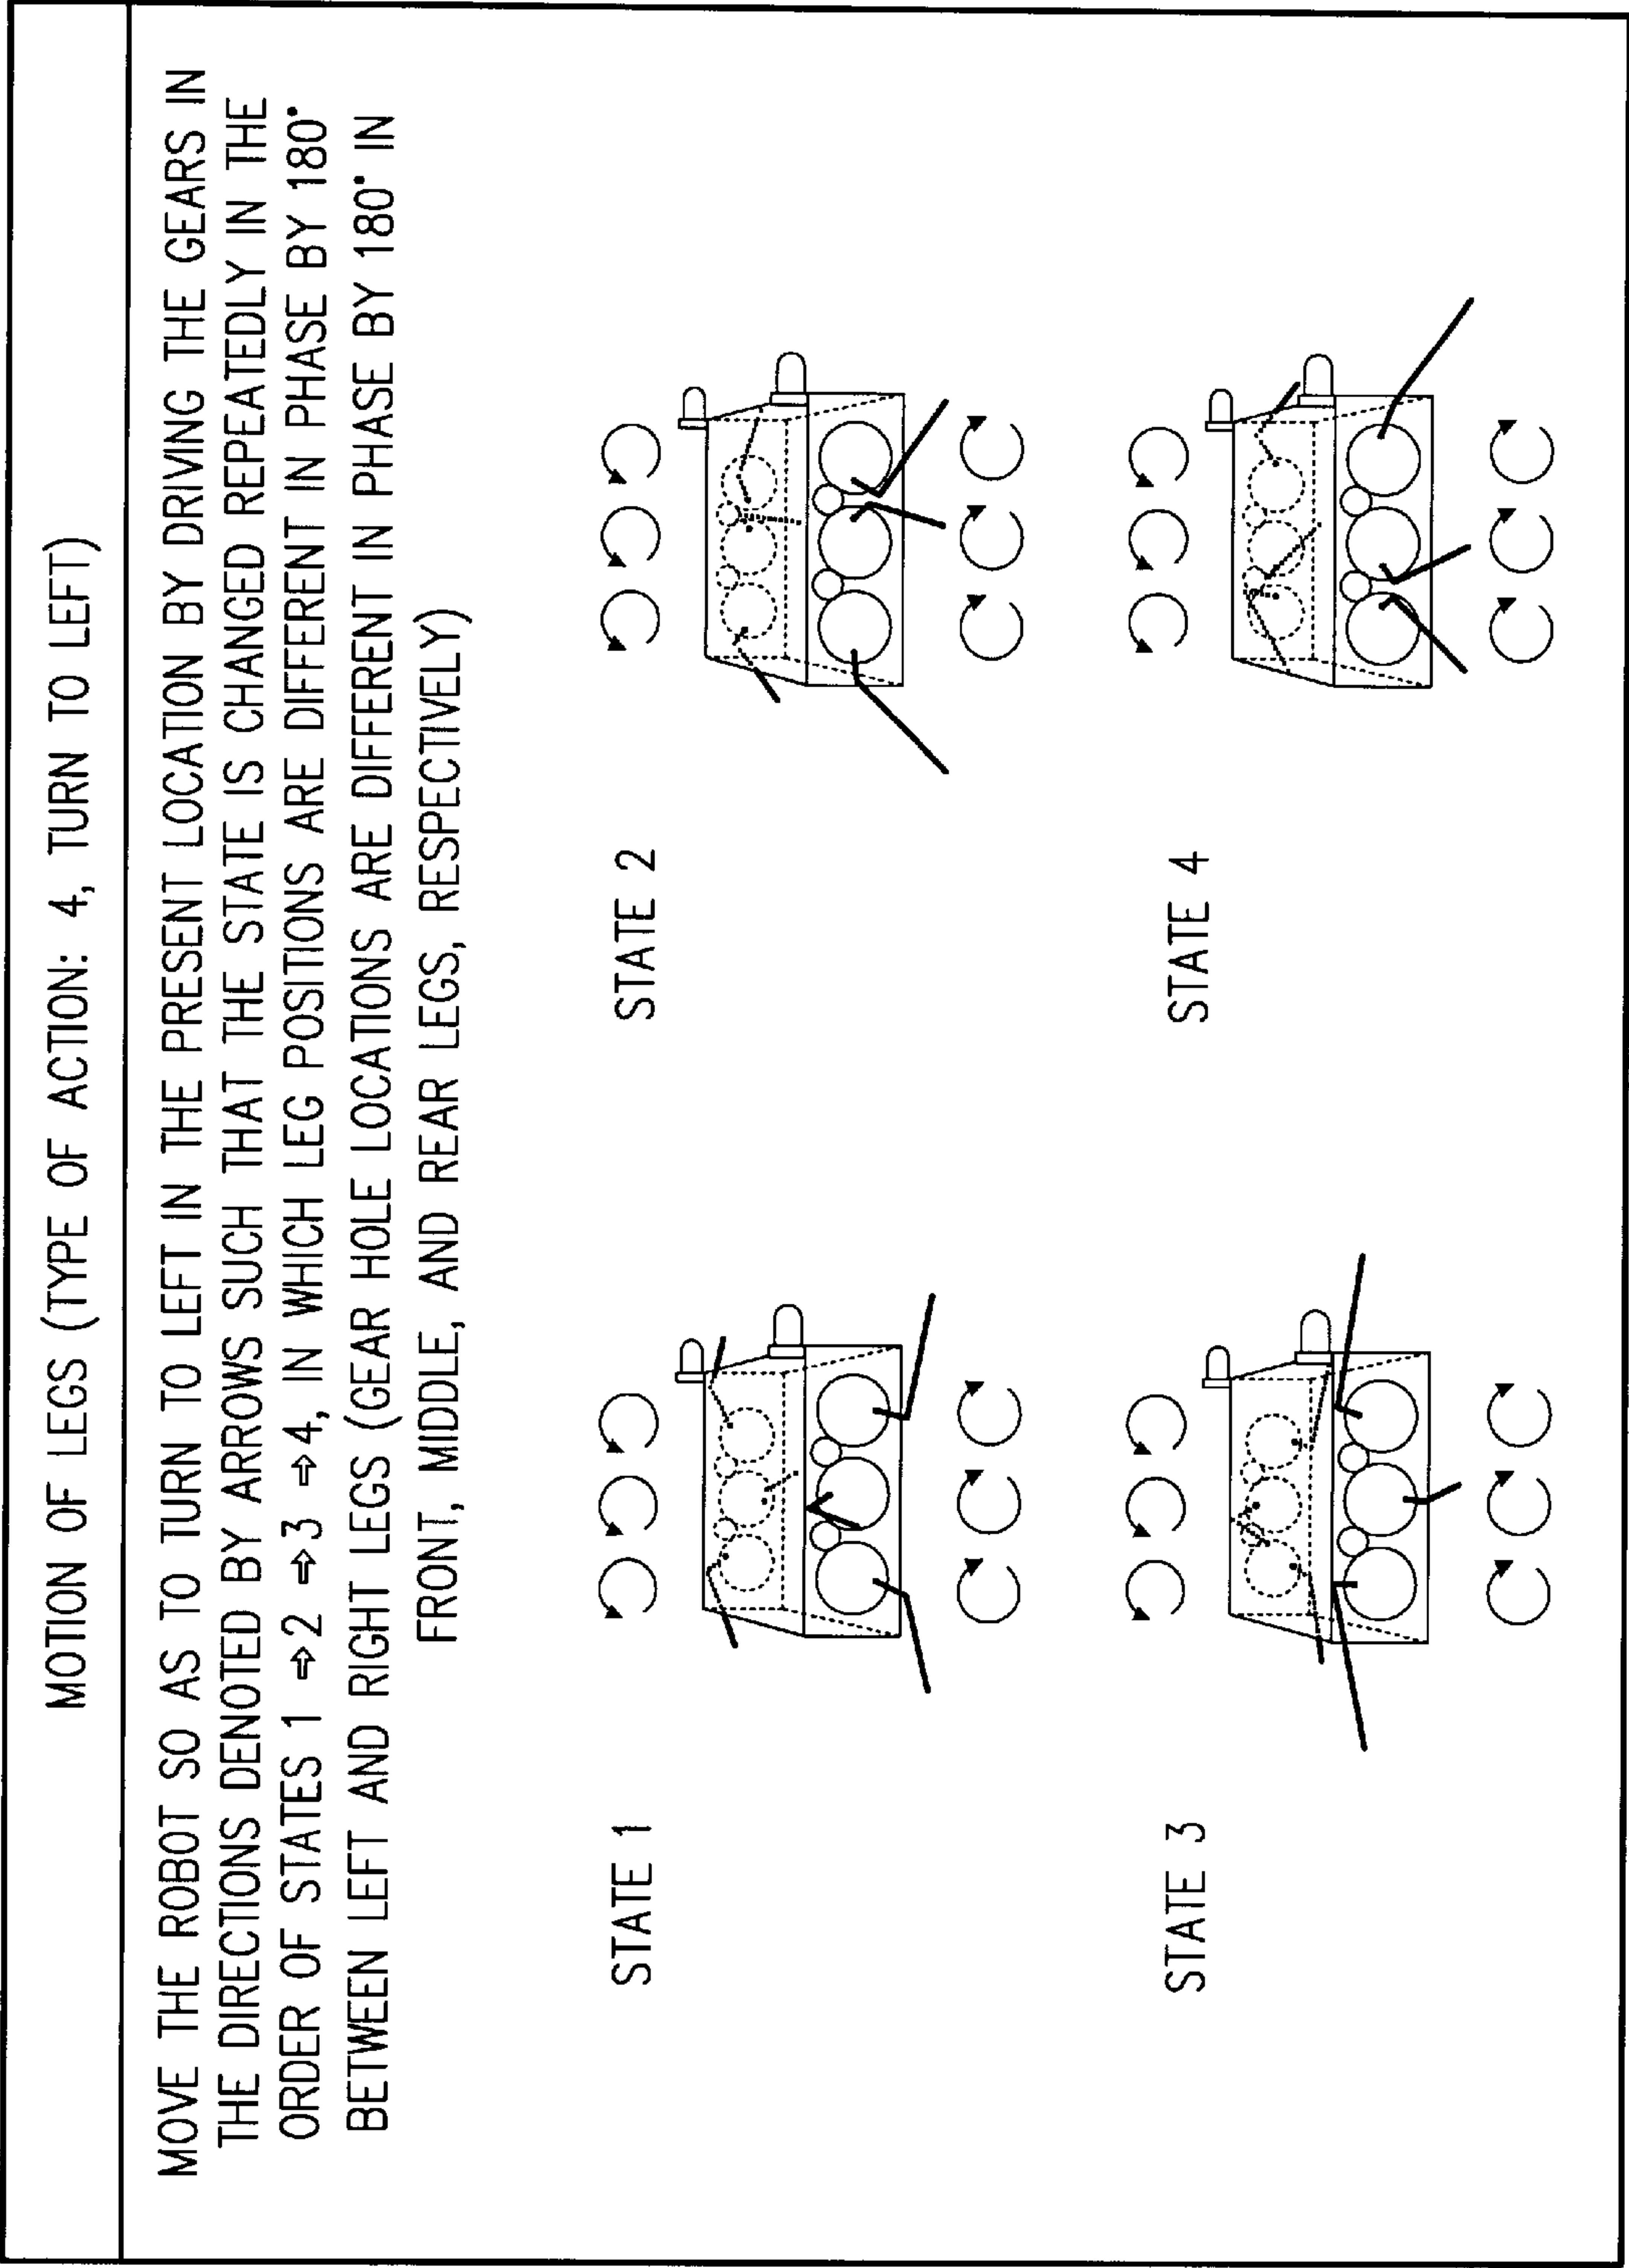 MOTION OF LEGS (TYPE OF ACTION: 4, TURN TO LEFT)
MOVE THE ROBOT SO AS TO TURN TO LEFT IN THE PRESENT LOCATION BY DRIVING THE GEARS IN
THE DIRECTIONS DENOTED BY ARROWS SUCH THAT THE STATE IS CHANGED REPEATEDLY IN THE
ORDER OF STATES 1 ⇨2 ⇨3 ⇨4, IN WHICH LEG POSITIONS ARE DIFFERENT IN PHASE BY 180°
BETWEEN LEFT AND RIGHT LEGS (GEAR HOLE LOCATIONS ARE DIFFERENT IN PHASE BY 180° IN
FRONT, MIDDLE, AND REAR LEGS, RESPECTIVELY)
STATE 1
STATE 2
STATE 3
STATE 4